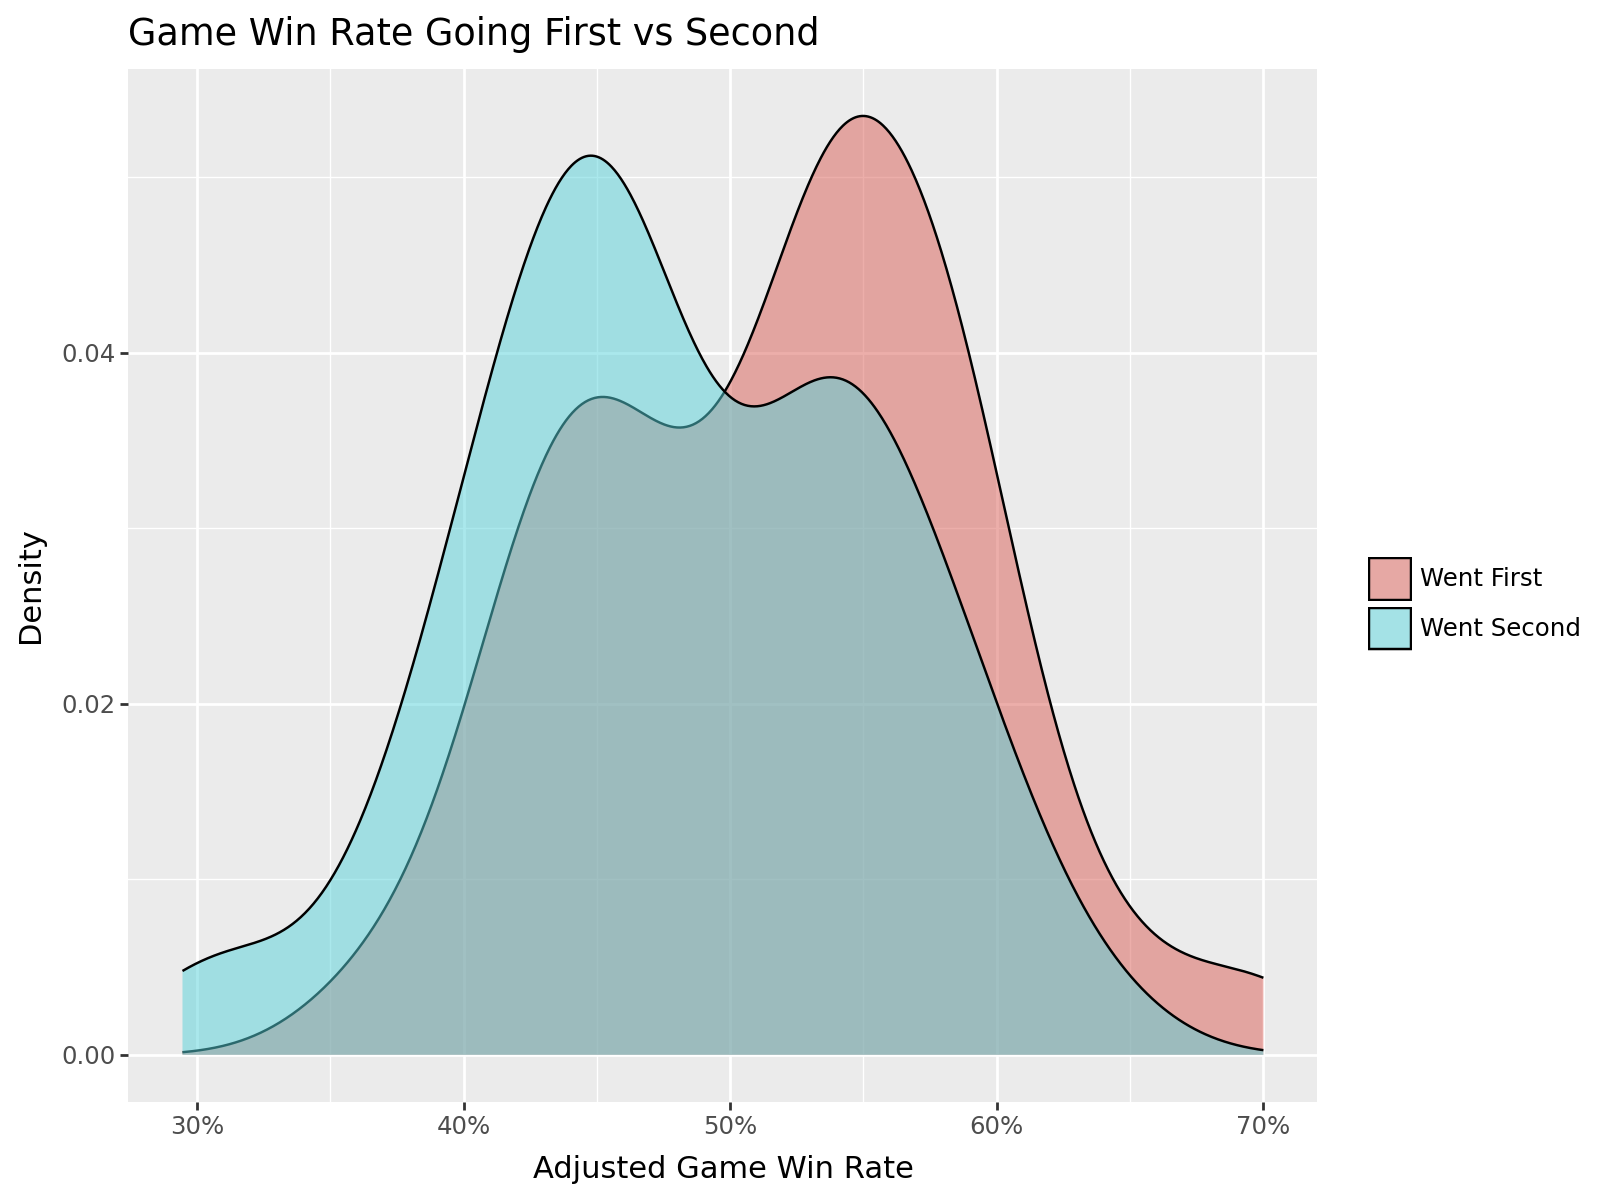 Game Win Rate Going First vs Second
Density
0.04
0.02
0.00
30% 40% 50% 60% 70%
Adjusted Game Win Rate
Went First
Went Second